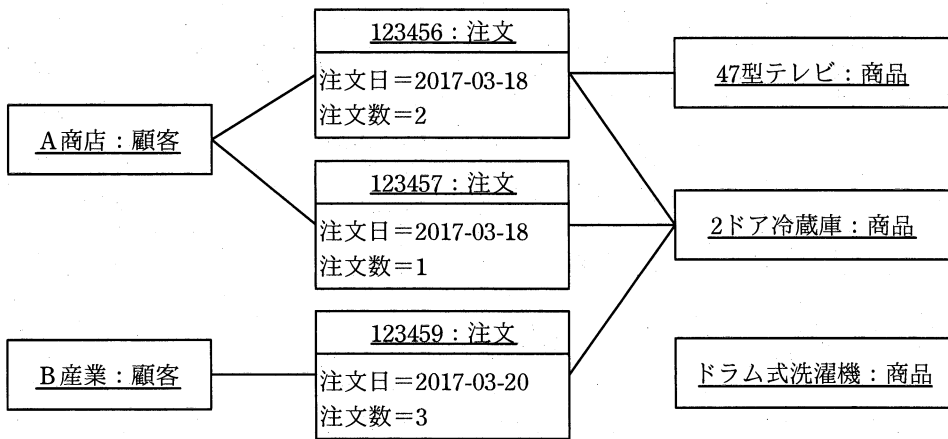 A商店：顧客
B産業：顧客
123456：注文
注文日＝2017-03-18
注文数＝2
123457：注文
注文日＝2017-03-18
注文数＝1
123459：注文
注文日＝2017-03-20
注文数＝3
47型テレビ：商品
2ドア冷蔵庫：商品
ドラム式洗濯機：商品